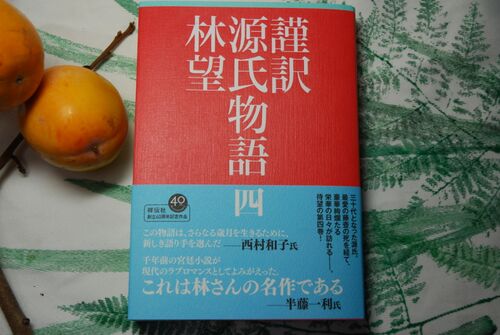 謹訳
源氏物語
四
林望
祥伝社
創立40周年記念作品
40
三十代となった源氏。
最愛の藤壺の死を経て、
豪華絢爛たる
栄華の日々が訪れる――。
待望の第四巻!
この物語は、さらなる歳月を生きるために、
新しき語り手を選んだ――西村和子氏
千年前の宮廷小説が
現代のラブロマンスとしてよみがえった。
これは林さんの名作である
――半藤一利氏